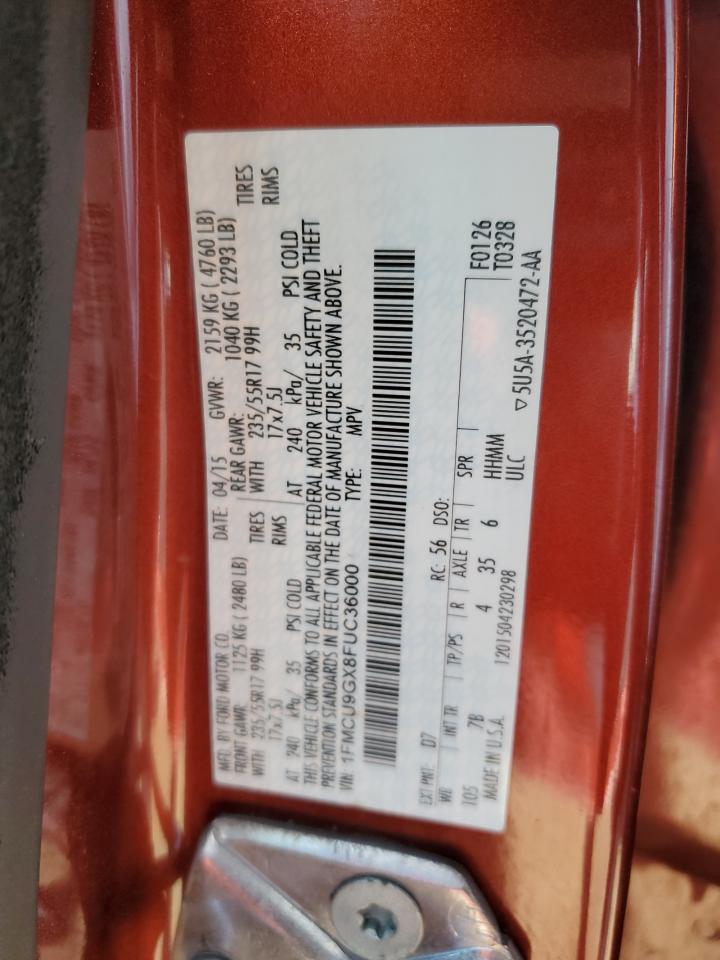 MFD. BY FORD MOTOR CO. DATE: 04/15 GVWR: 2159 KG ( 4760 LB)
FRONT GAWR: 1125 KG ( 2480 LB) REAR GAWR: 1040 KG ( 2293 LB)
WITH 235/55R17 99H TIRES WITH 235/55R17 99H TIRES
17x7.5J RIMS 17x7.5J RIMS
AT 240 kPa/ 35 PSI COLD AT 240 kPa/ 35 PSI COLD
THIS VEHICLE CONFORMS TO ALL APPLICABLE FEDERAL MOTOR VEHICLE SAFETY AND THEFT
PREVENTION STANDARDS IN EFFECT ON THE DATE OF MANUFACTURE SHOWN ABOVE.
VIN: 1FMCU9GX8FUC36000 TYPE: MPV
EXT PNT: D7 RC: 56 DSO:
WB INT TR TP/PS R AXLE TR SPR F0126
105 7B 4 35 6 HHMM T0328
MADE IN U.S.A. 1201504230298 ULC ▽5U5A-3520472-AA